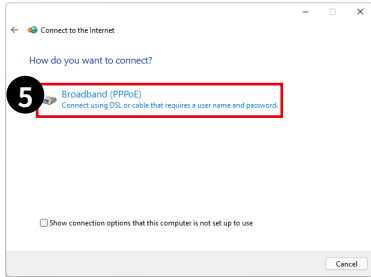 Connect to the Internet
How do you want to connect?
5
Broadband (PPPoE)
Connect using DSL or cable that requires a user name and password.
Show connection options that this computer is not set up to use
Cancel